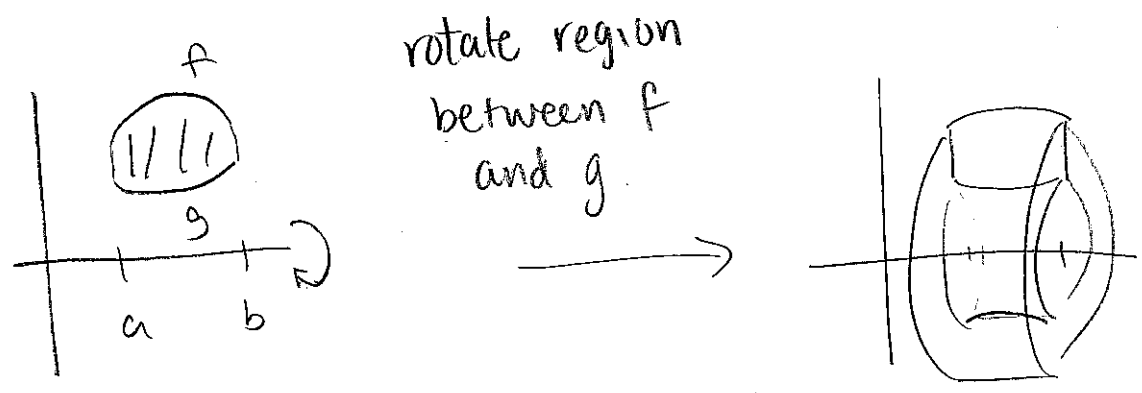 f
rotate region
between f
and g.
g
a
b